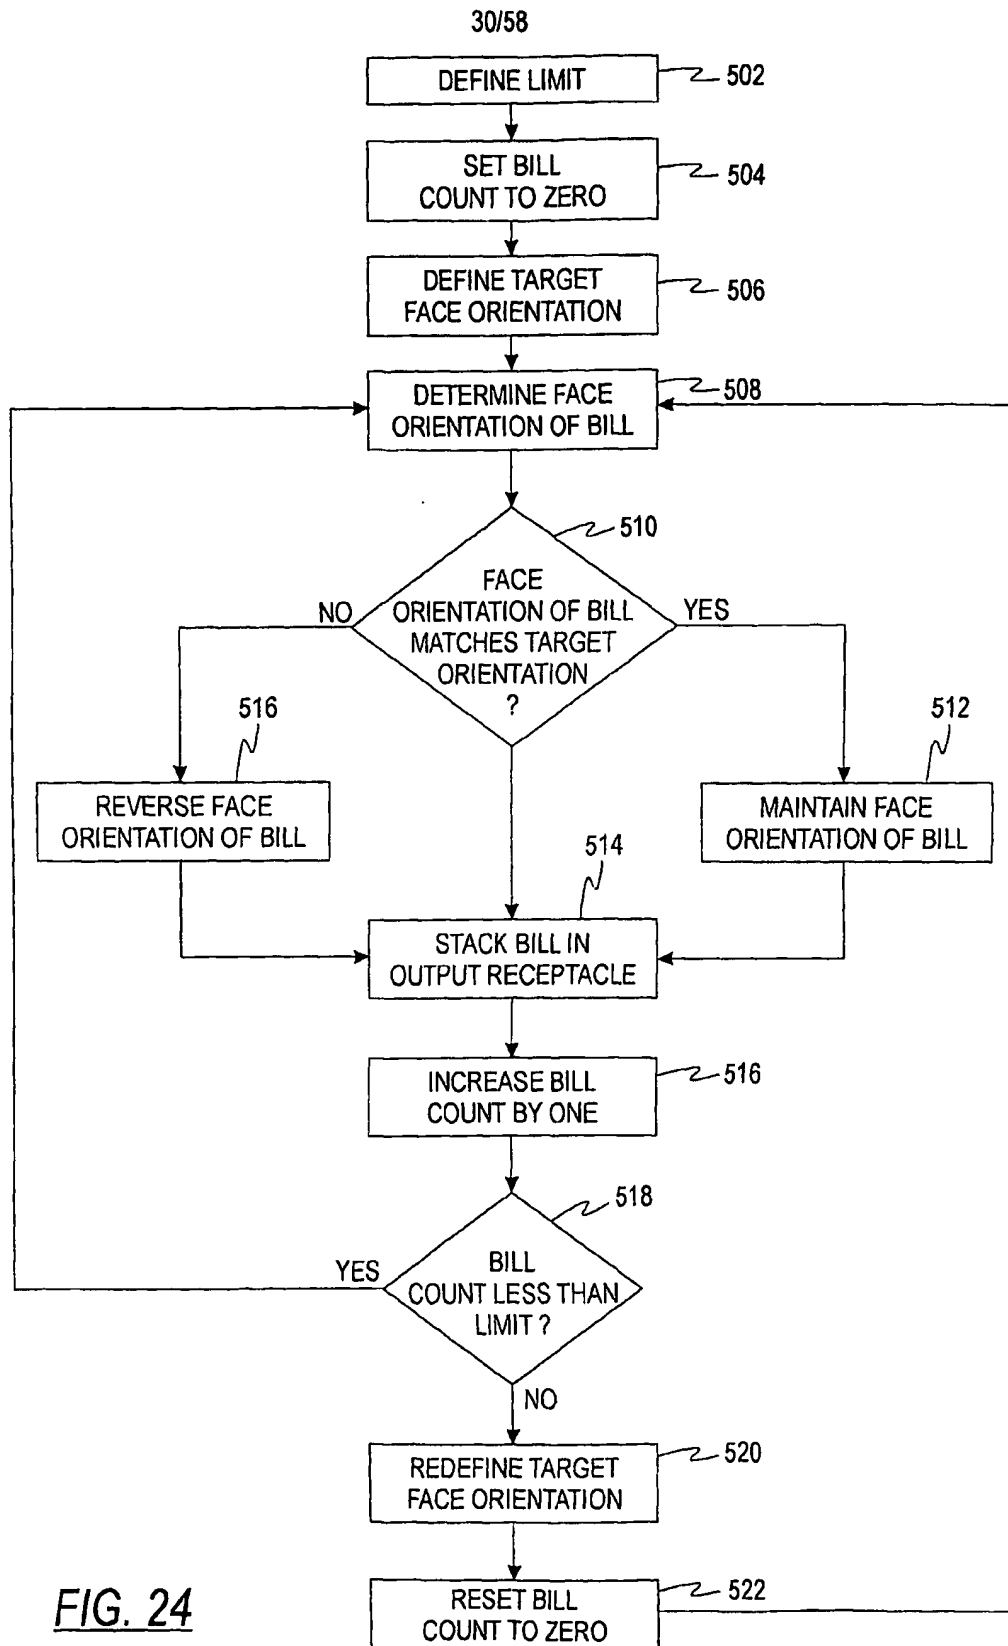 30/58
DEFINE LIMIT
502
SET BILL
COUNT TO ZERO
504
DEFINE TARGET
FACE ORIENTATION
506
DETERMINE FACE
ORIENTATION OF BILL
508
510
FACE
ORIENTATION OF BILL
MATCHES TARGET
ORIENTATION
?
NO
YES
516
REVERSE FACE
ORIENTATION OF BILL
512
MAINTAIN FACE
ORIENTATION OF BILL
514
STACK BILL IN
OUTPUT RECEPTACLE
INCREASE BILL
COUNT BY ONE
516
518
BILL
COUNT LESS THAN
LIMIT ?
YES
NO
REDEFINE TARGET
FACE ORIENTATION
520
RESET BILL
COUNT TO ZERO
522
FIG. 24